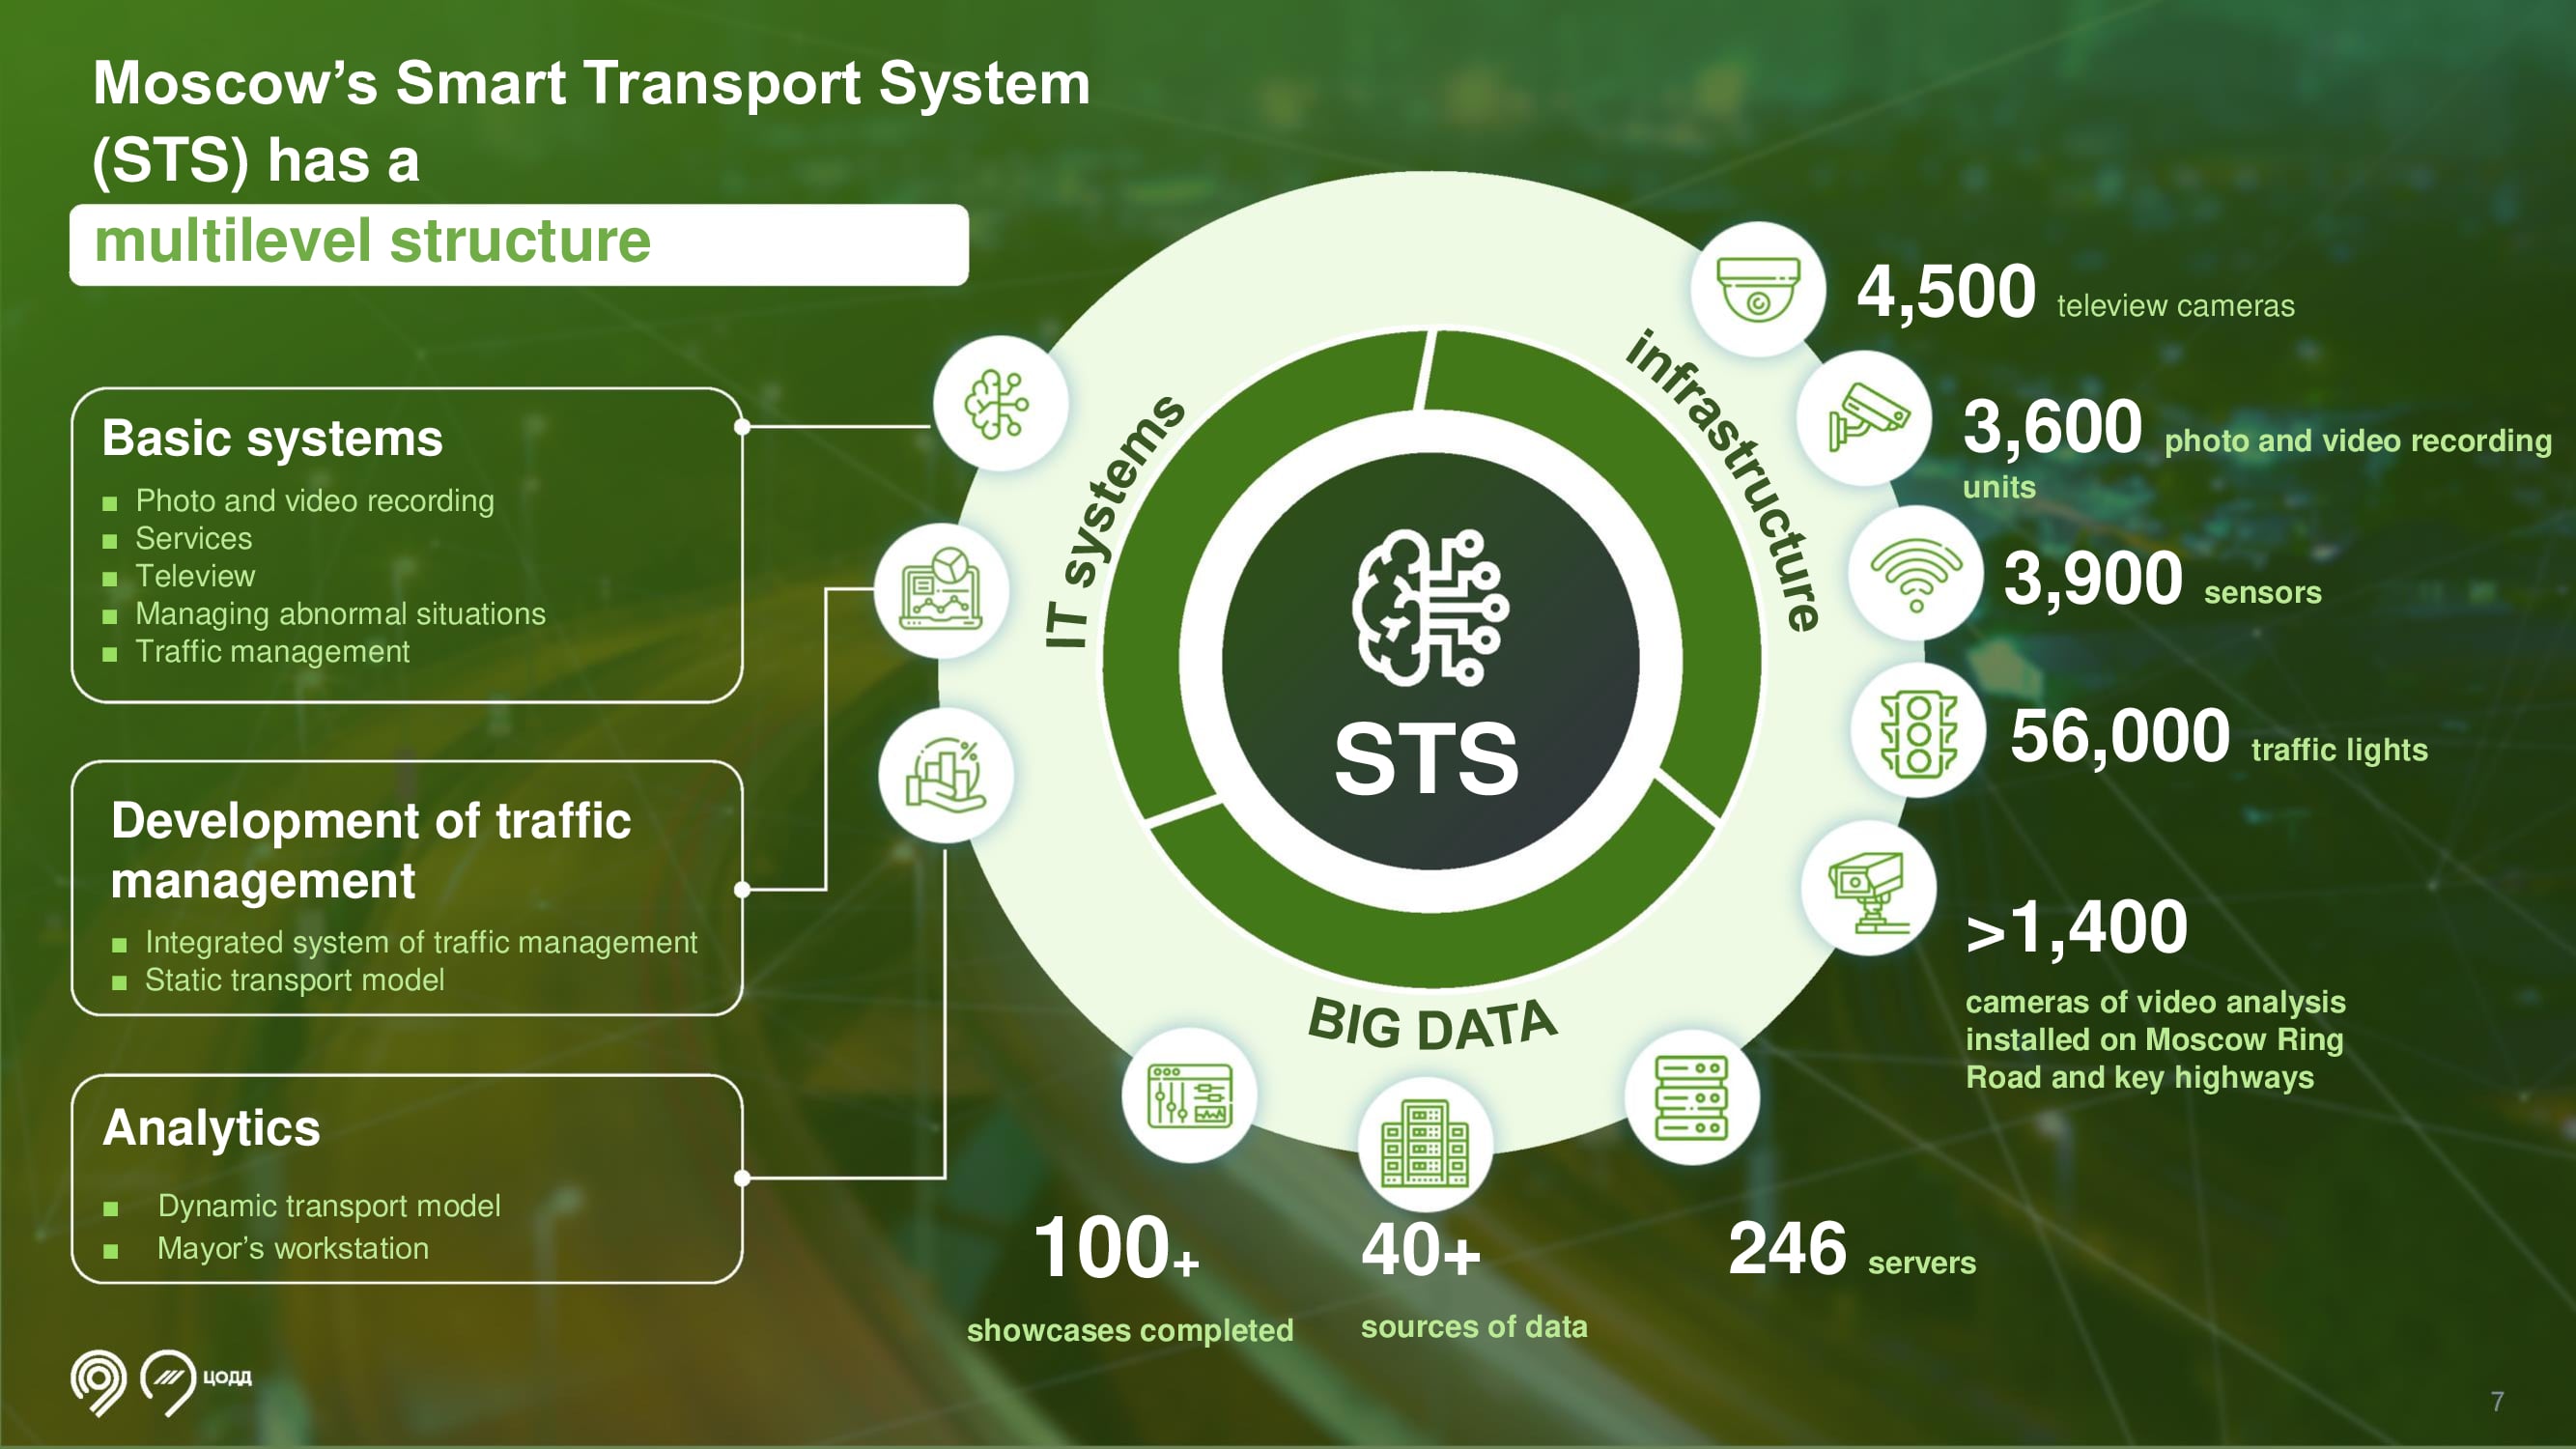 Moscow’s Smart Transport System
(STS) has a
multilevel structure
Basic systems
■ Photo and video recording
■ Services
■ Teleview
■ Managing abnormal situations
■ Traffic management
Development of traffic
management
■ Integrated system of traffic management
■ Static transport model
Analytics
■ Dynamic transport model
■ Mayor’s workstation
IT systems
infrastructure
BIG DATA
STS
4,500 teleview cameras
3,600 photo and video recording
units
3,900 sensors
56,000 traffic lights
>1,400
cameras of video analysis
installed on Moscow Ring
Road and key highways
100+
showcases completed
40+
sources of data
246 servers
ЦОДД
7